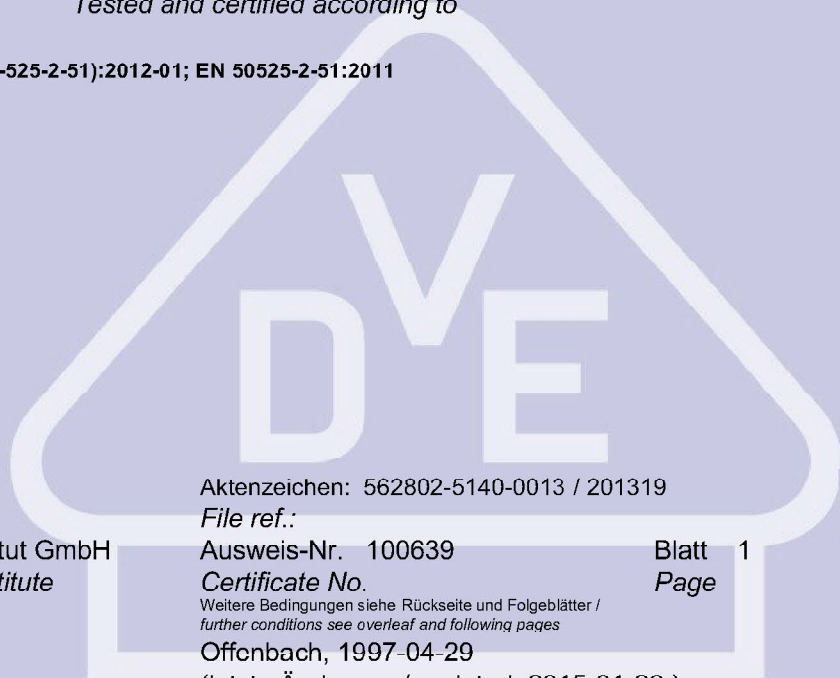 Tested and certified according to
-525-2-51):2012-01; EN 50525-2-51:2011
VDE
Aktenzeichen: 562802-5140-0013 / 201319
File ref.:
tut GmbH Ausweis-Nr. 100639 Blatt 1
titute Certificate No. Page
Weitere Bedingungen siehe Rückseite und Folgeblätter /
further conditions see overleaf and following pages
Offenbach, 1997-04-29